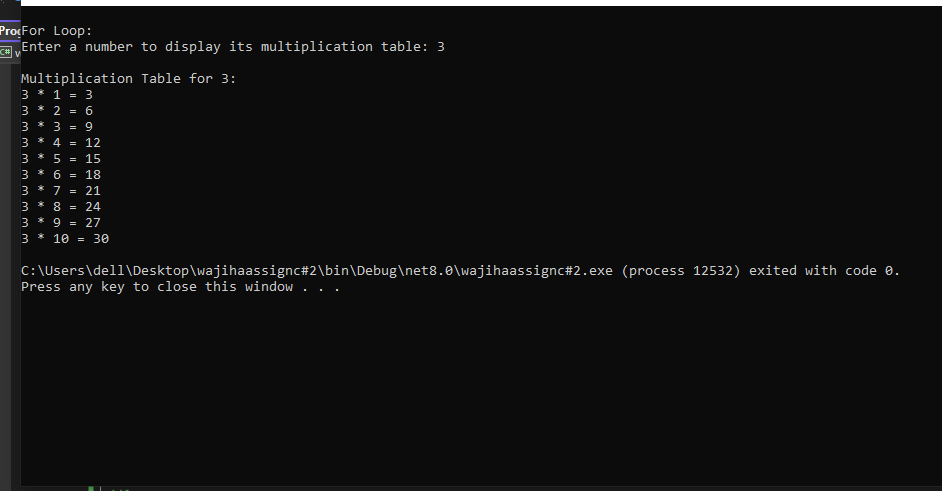 For Loop:
Enter a number to display its multiplication table: 3
Multiplication Table for 3:
3 * 1 = 3
3 * 2 = 6
3 * 3 = 9
3 * 4 = 12
3 * 5 = 15
3 * 6 = 18
3 * 7 = 21
3 * 8 = 24
3 * 9 = 27
3 * 10 = 30
C:\Users\dell\Desktop\wajihaassignc#2\bin\Debug\net8.0\wajihaassignc#2.exe (process 12532) exited with code 0.
Press any key to close this window . . .
C#